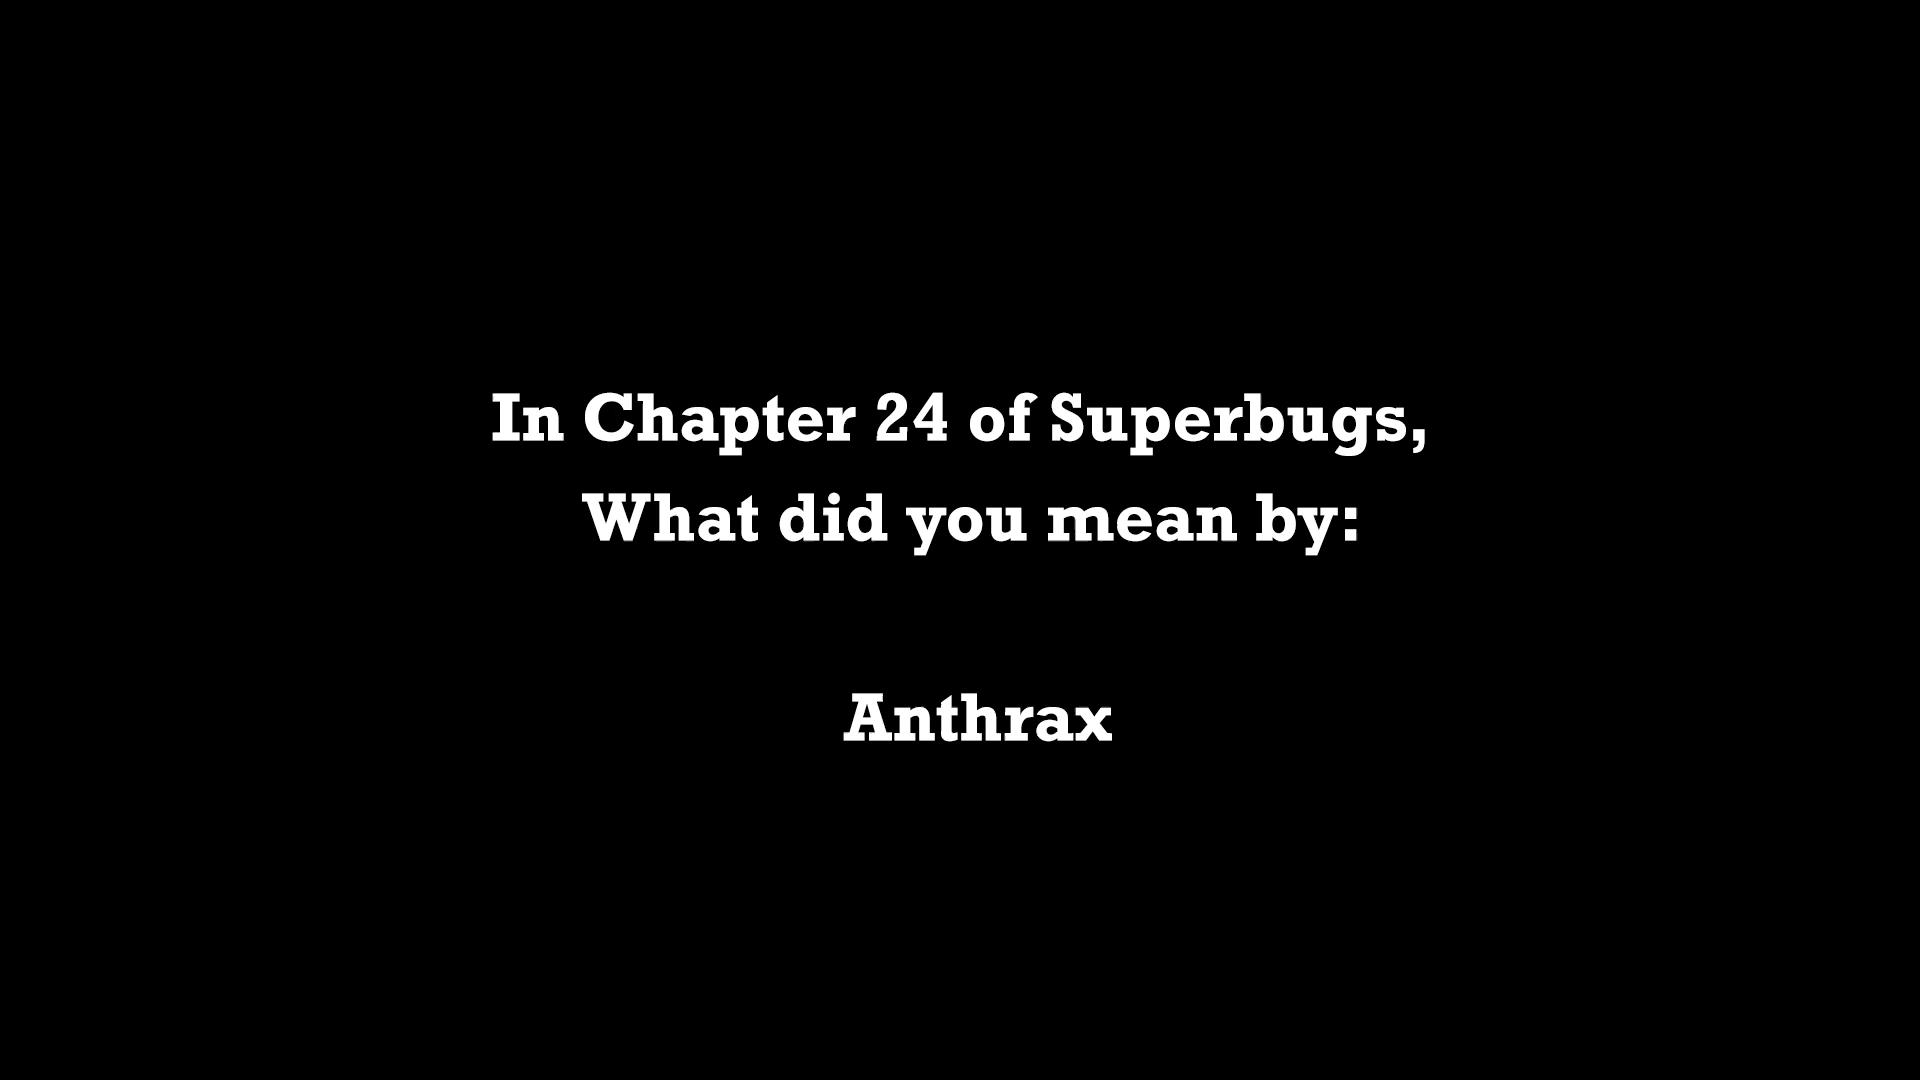 In Chapter 24 of Superbugs,
What did you mean by:
Anthrax